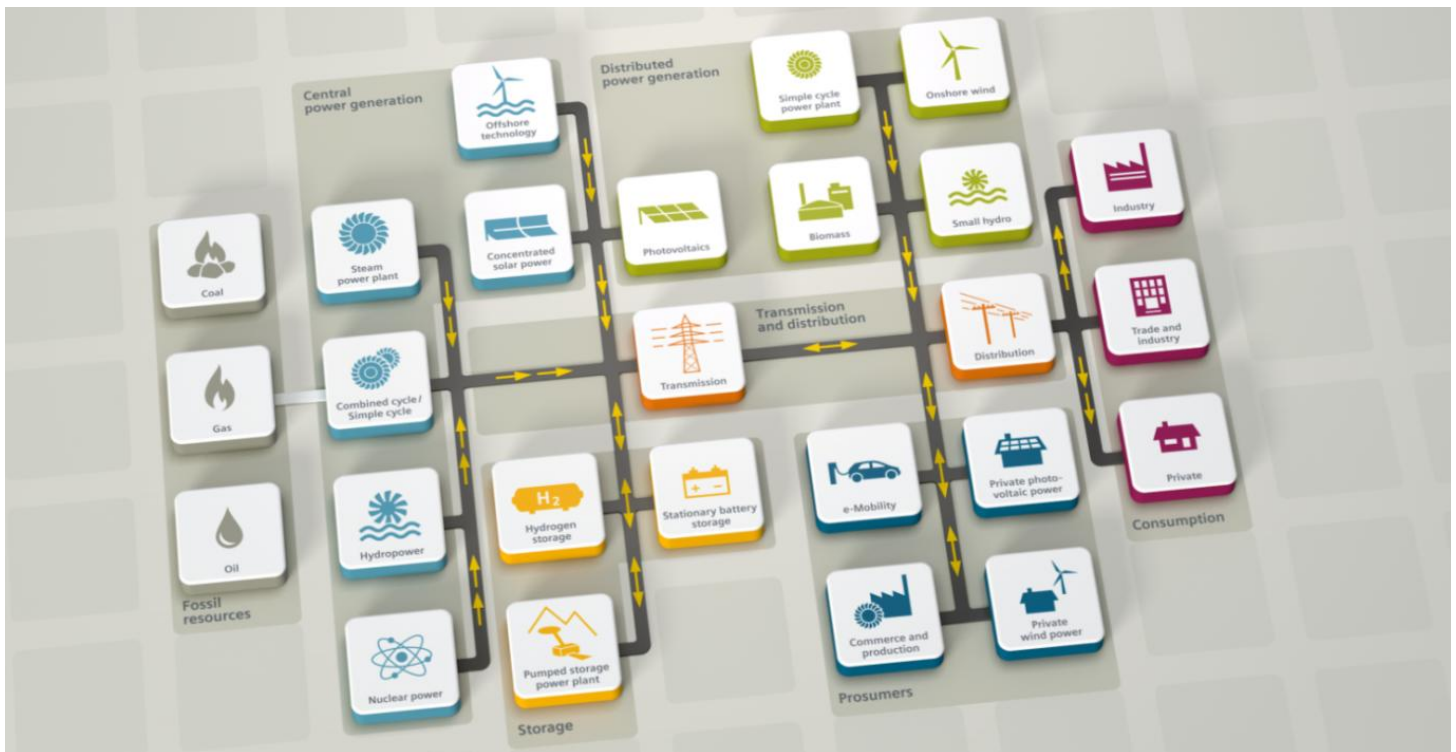 Central
power generation
Offshore
technology
Steam
power plant
Concentrated
solar power
Combined cycle/
Simple cycle
Hydropower
Nuclear power
Distributed
power generation
Simple cycle
power plant
Onshore wind
Photovoltaics
Biomass
Small hydro
Coal
Gas
Oil
Fossil
resources
Transmission
and distribution
Transmission
Distribution
Industry
Trade and
industry
Private
Consumption
H2
Hydrogen
storage
+ -
Stationary battery
storage
Pumped storage
power plant
Storage
e-Mobility
Private photo-
voltaic power
Commerce and
production
Private
wind power
Prosumers